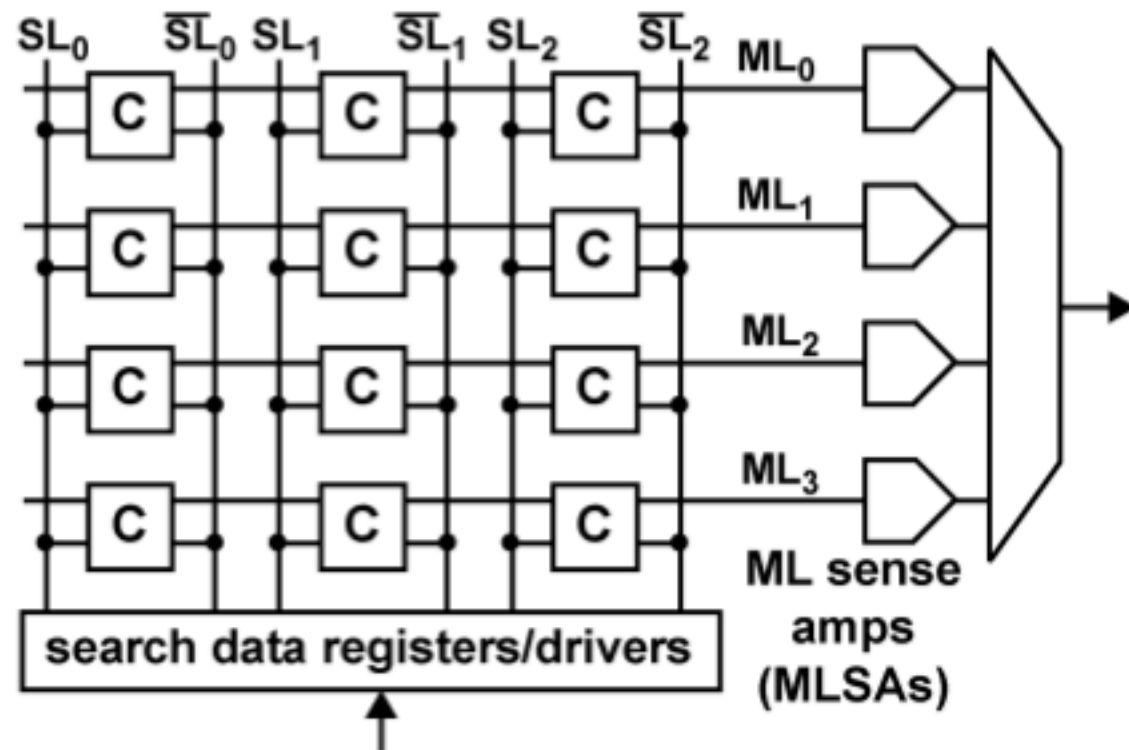 SL₀ S̅L̅₀ SL₁ S̅L̅₁ SL₂ S̅L̅₂
ML₀
C C C
ML₁
C C C
ML₂
C C C
ML₃
C C C
ML sense
amps
(MLSAs)
search data registers/drivers